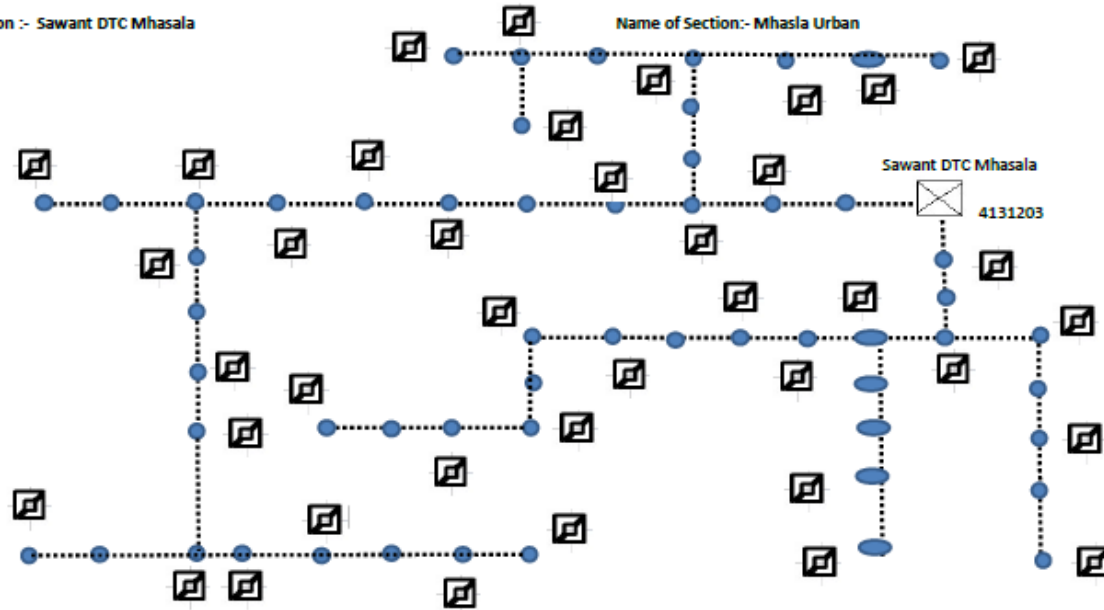 on :- Sawant DTC Mhasala
Name of Section:- Mhasla Urban
Sawant DTC Mhasala
4131203